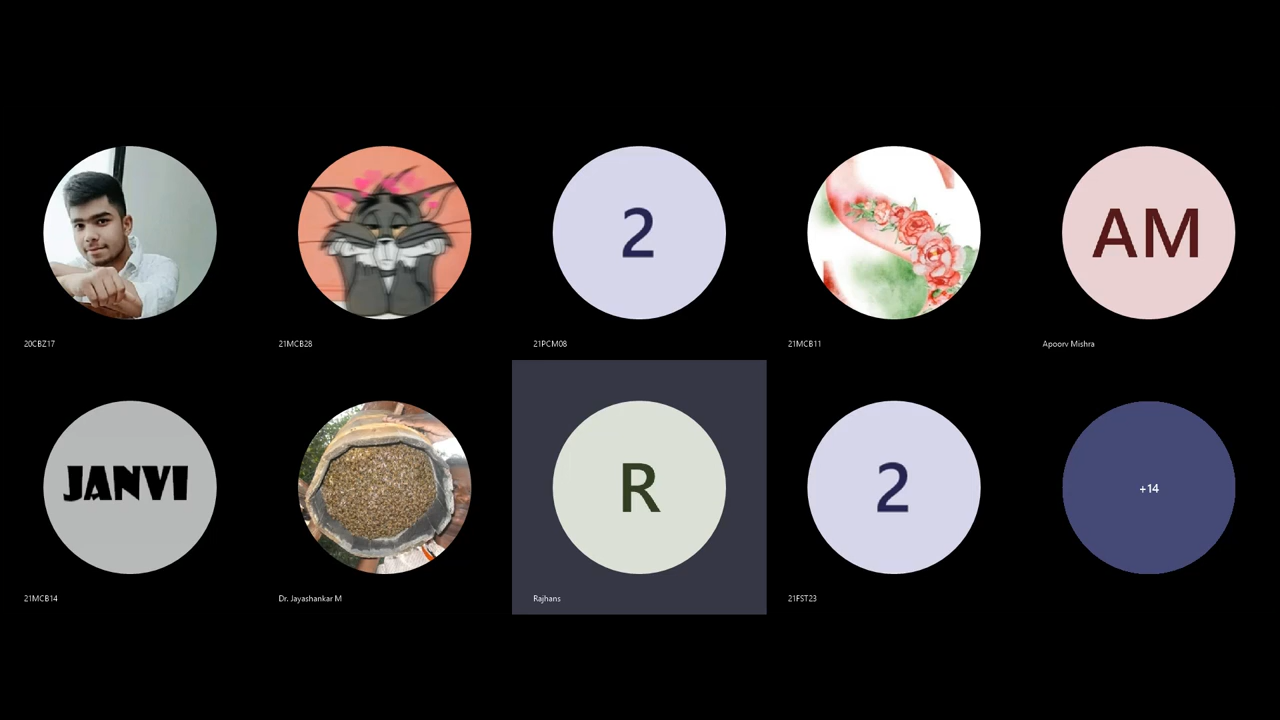 2
AM
20CBZ17
21MCB28
21PCM08
21MCB11
Apoorv Mishra
JANVI
R
2
+14
21MCB14
Dr. Jayashankar M
Rajhans
21FST23